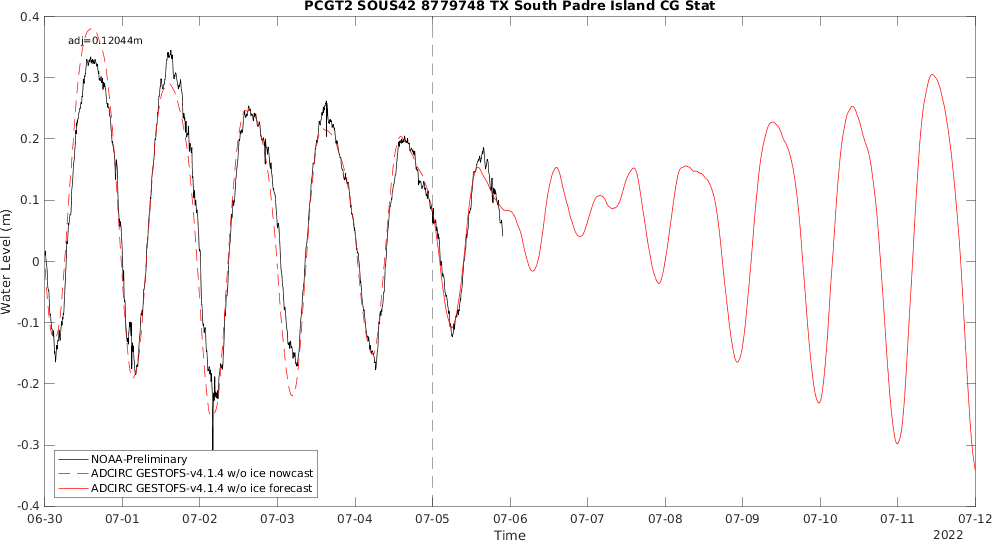 PCGT2 SOUS42 8779748 TX South Padre Island CG Stat
adj=0.12044m
0.4
0.3
0.2
0.1
0
-0.1
-0.2
-0.3
-0.4
Water Level (m)
NOAA-Preliminary
ADCIRC GESTOFS-v4.1.4 w/o ice nowcast
ADCIRC GESTOFS-v4.1.4 w/o ice forecast
06-30 07-01 07-02 07-03 07-04 07-05 07-06 07-07 07-08 07-09 07-10 07-11 07-12
Time
2022